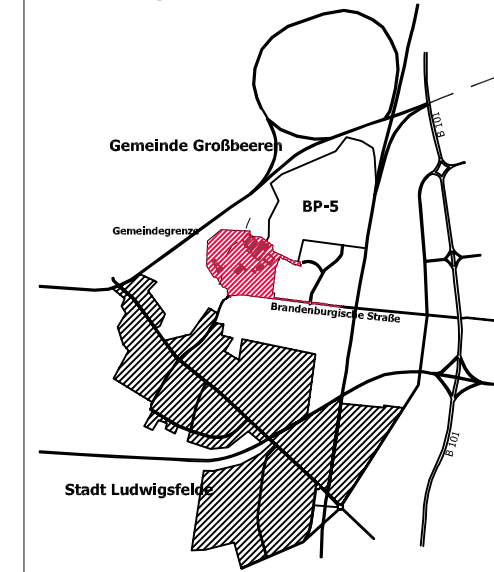 B 101
Gemeinde Großbeeren
BP-5
Gemeindegrenze
Brandenburgische Straße
B 101
Stadt Ludwigsfelde